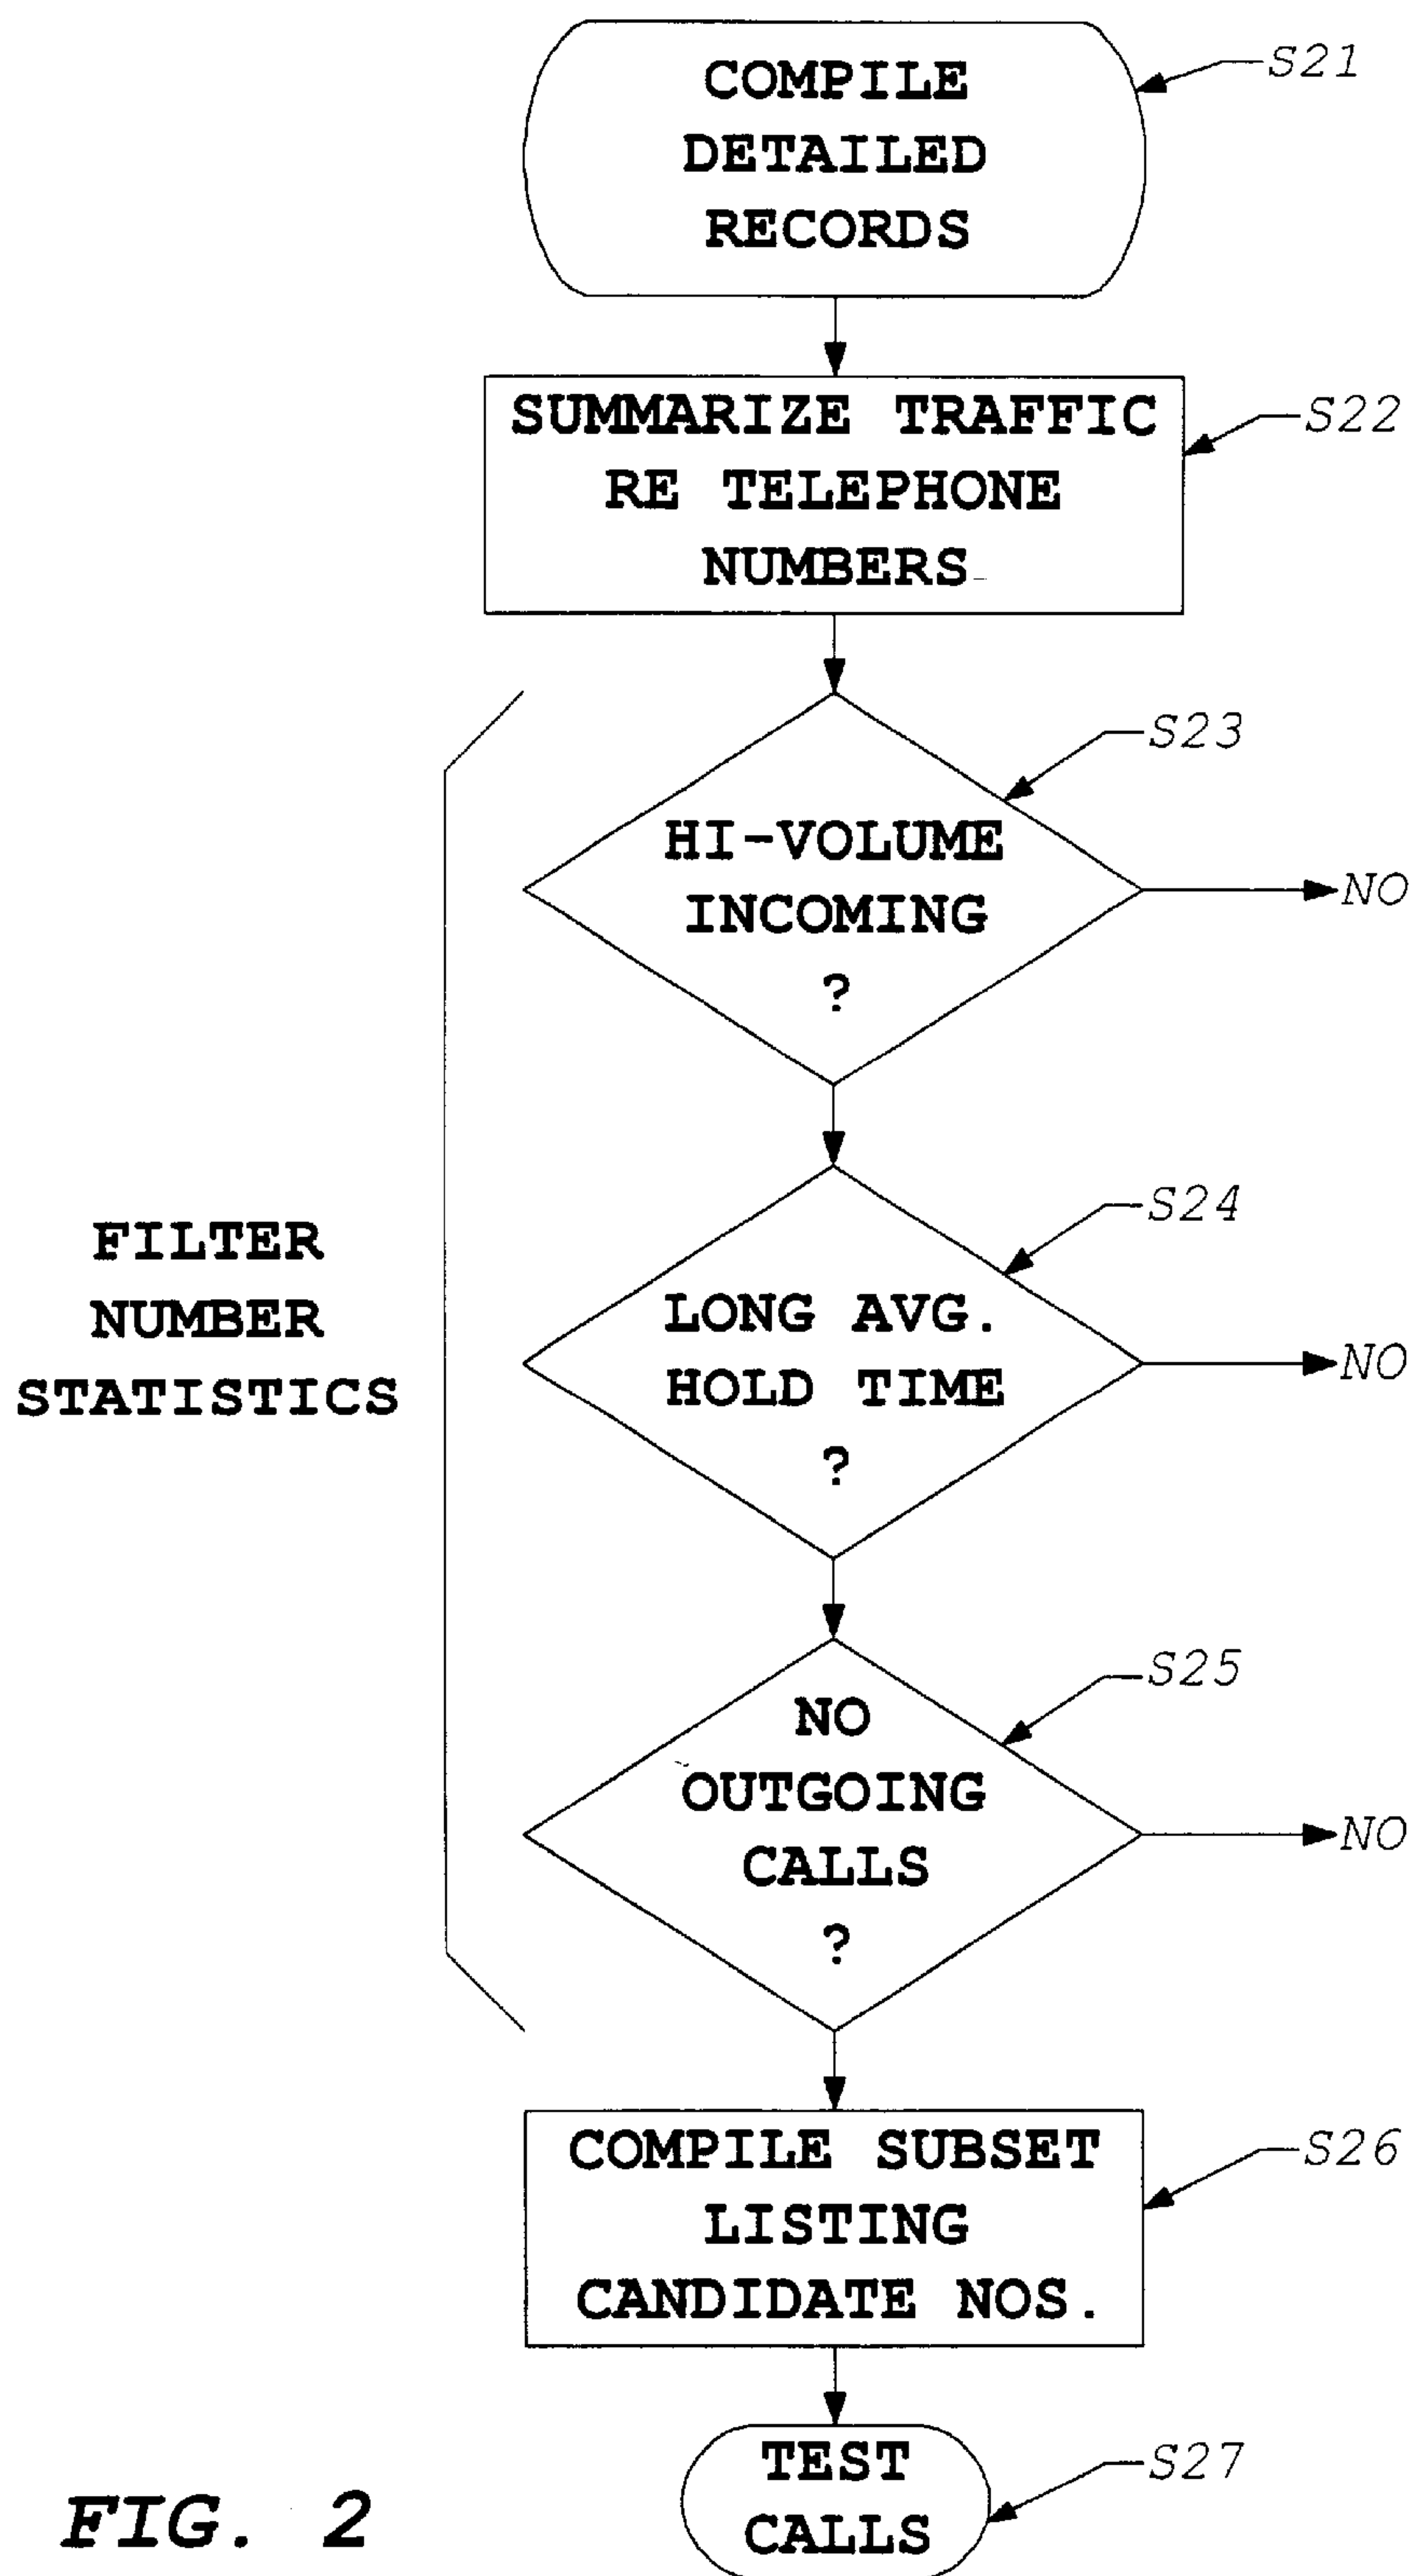 COMPILE
DETAILED
RECORDS
S21
SUMMARIZE TRAFFIC
RE TELEPHONE
NUMBERS
S22
HI-VOLUME
INCOMING
?
S23
NO
FILTER
NUMBER
STATISTICS
LONG AVG.
HOLD TIME
?
S24
NO
NO
OUTGOING
CALLS
?
S25
NO
COMPILE SUBSET
LISTING
CANDIDATE NOS.
S26
TEST
CALLS
S27
FIG. 2